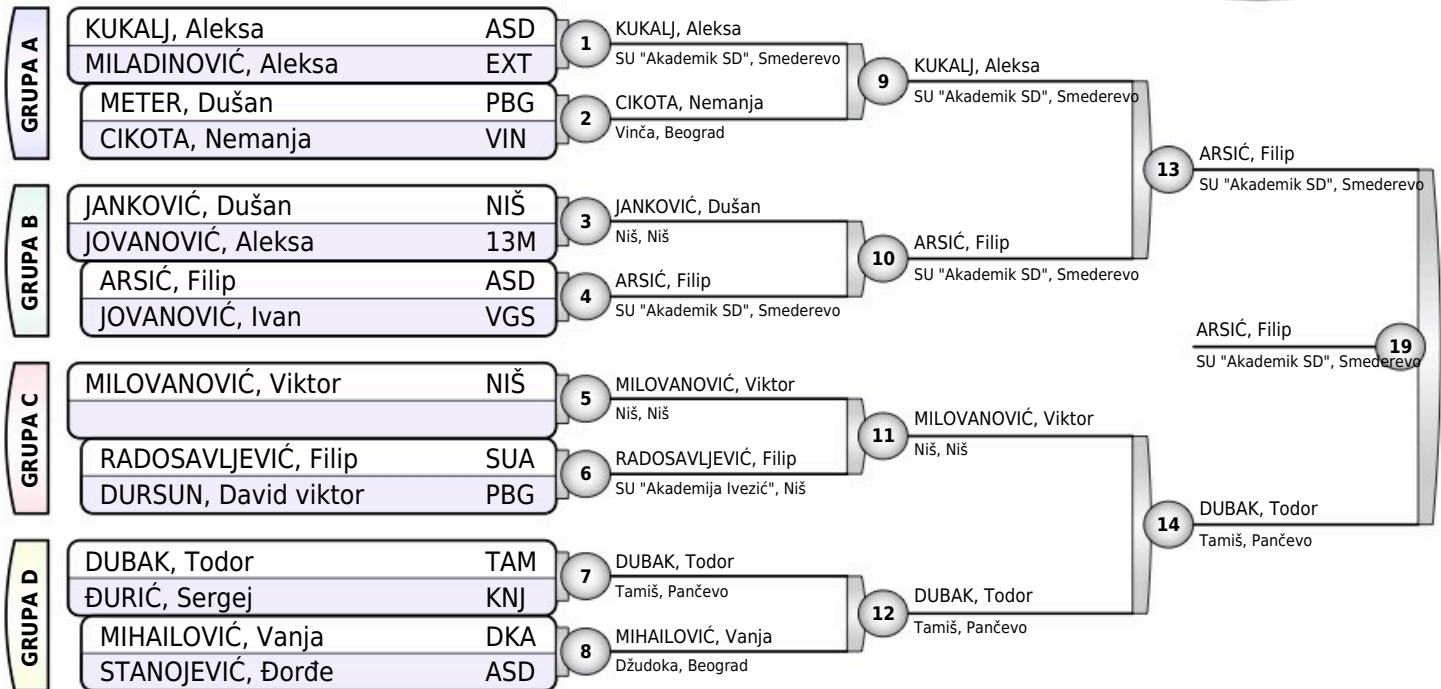 GRUPA A
KUKALJ, Aleksa ASD
MILADINOVIĆ, Aleksa EXT
METER, Dušan PBG
CIKOTA, Nemanja VIN
GRUPA B
JANKOVIĆ, Dušan NIŠ
JOVANOVIĆ, Aleksa 13M
ARSIĆ, Filip ASD
JOVANOVIĆ, Ivan VGS
GRUPA C
MILOVANOVIĆ, Viktor NIŠ
RADOSAVLJEVIĆ, Filip SUA
DURSUN, David viktor PBG
GRUPA D
DUBAK, Todor TAM
ĐURIĆ, Sergej KNJ
MIHAILOVIĆ, Vanja DKA
STANOJEVIĆ, Đorđe ASD
1
KUKALJ, Aleksa
SU "Akademik SD", Smederevo
2
CIKOTA, Nemanja
Vinča, Beograd
3
JANKOVIĆ, Dušan
Niš, Niš
4
ARSIĆ, Filip
SU "Akademik SD", Smederevo
5
MILOVANOVIĆ, Viktor
Niš, Niš
6
RADOSAVLJEVIĆ, Filip
SU "Akademija Ivezić", Niš
7
DUBAK, Todor
Tamiš, Pančevo
8
MIHAILOVIĆ, Vanja
Džudoka, Beograd
9
KUKALJ, Aleksa
SU "Akademik SD", Smederevo
10
ARSIĆ, Filip
SU "Akademik SD", Smederevo
11
MILOVANOVIĆ, Viktor
Niš, Niš
12
DUBAK, Todor
Tamiš, Pančevo
13
ARSIĆ, Filip
SU "Akademik SD", Smederevo
14
DUBAK, Todor
Tamiš, Pančevo
ARSIĆ, Filip
19
SU "Akademik SD", Smederevo